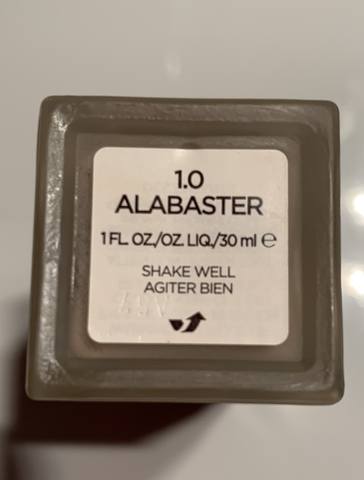 1.0
ALABASTER
1 FL. OZ./OZ. LIQ./30 ml ℮
SHAKE WELL
AGITER BIEN